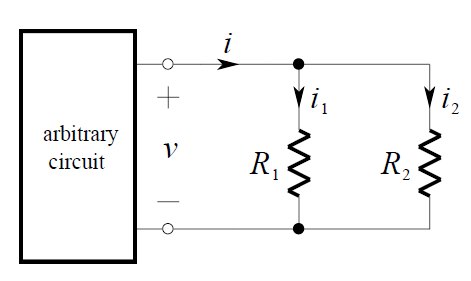 i
+
i₁
i₂
arbitrary
circuit
v
R₁
R₂
—